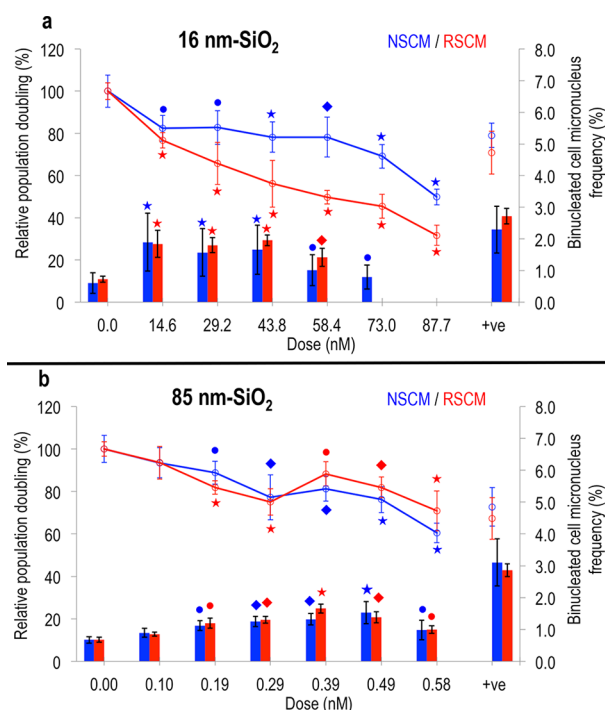 a
16 nm-SiO₂
NSCM / RSCM
Relative population doubling (%)
120
100
80
60
40
20
0
8.0
7.0
6.0
5.0
4.0
3.0
2.0
1.0
0.0
Binucleated cell micronucleus
frequency (%)
0.0 14.6 29.2 43.8 58.4 73.0 87.7 +ve
Dose (nM)
b
85 nm-SiO₂
NSCM / RSCM
Relative population doubling (%)
120
100
80
60
40
20
0
8.0
7.0
6.0
5.0
4.0
3.0
2.0
1.0
0.0
Binucleated cell micronucleus
frequency (%)
0.00 0.10 0.19 0.29 0.39 0.49 0.58 +ve
Dose (nM)